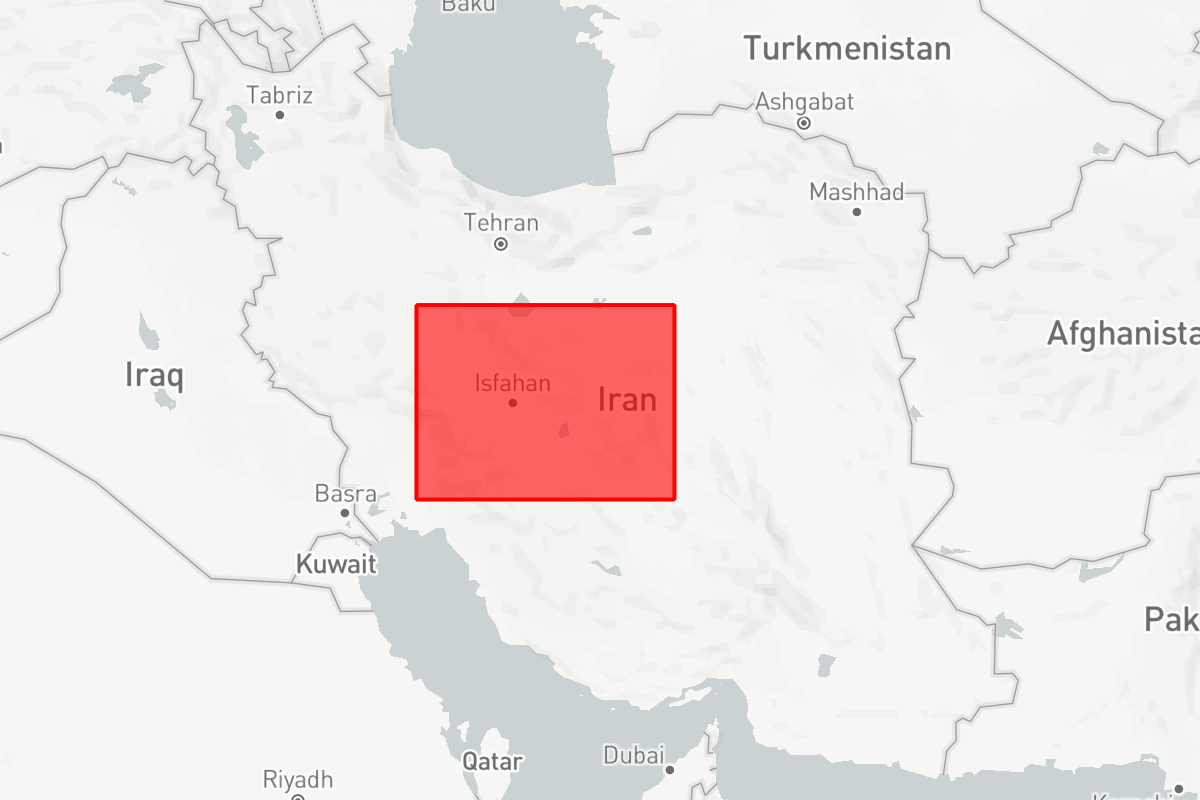 Baku
Turkmenistan
Tabriz
Ashgabat
Mashhad
Tehran
Afghanista
Iraq
Isfahan
Iran
Basra
Kuwait
Pak
Qatar
Dubai
Riyadh